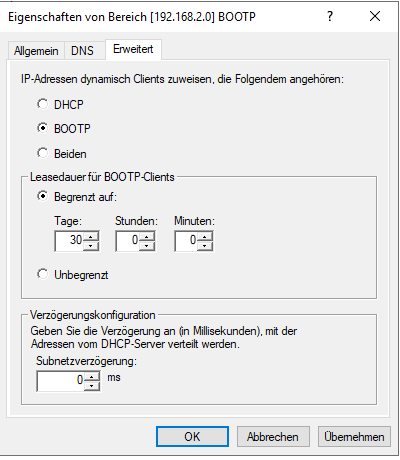 Eigenschaften von Bereich [192.168.2.0] BOOTP
?
Allgemein DNS Erweitert
IP-Adressen dynamisch Clients zuweisen, die Folgendem angehören:
DHCP
BOOTP
Beiden
Leasedauer für BOOTP-Clients
Begrenzt auf:
Tage: Stunden: Minuten:
30 0 0
Unbegrenzt
Verzögerungskonfiguration
Geben Sie die Verzögerung an (in Millisekunden), mit der
Adressen vom DHCP-Server verteilt werden.
Subnetzverzögerung:
0 ms
OK Abbrechen Übernehmen